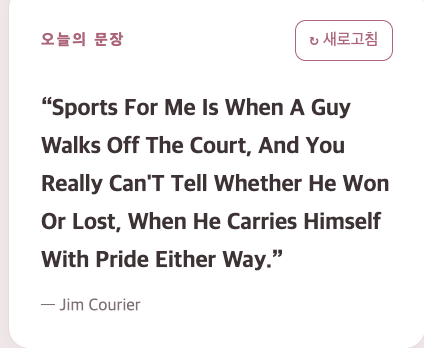 오늘의 문장
↻ 새로고침
“Sports For Me Is When A Guy
Walks Off The Court, And You
Really Can'T Tell Whether He Won
Or Lost, When He Carries Himself
With Pride Either Way.”
— Jim Courier